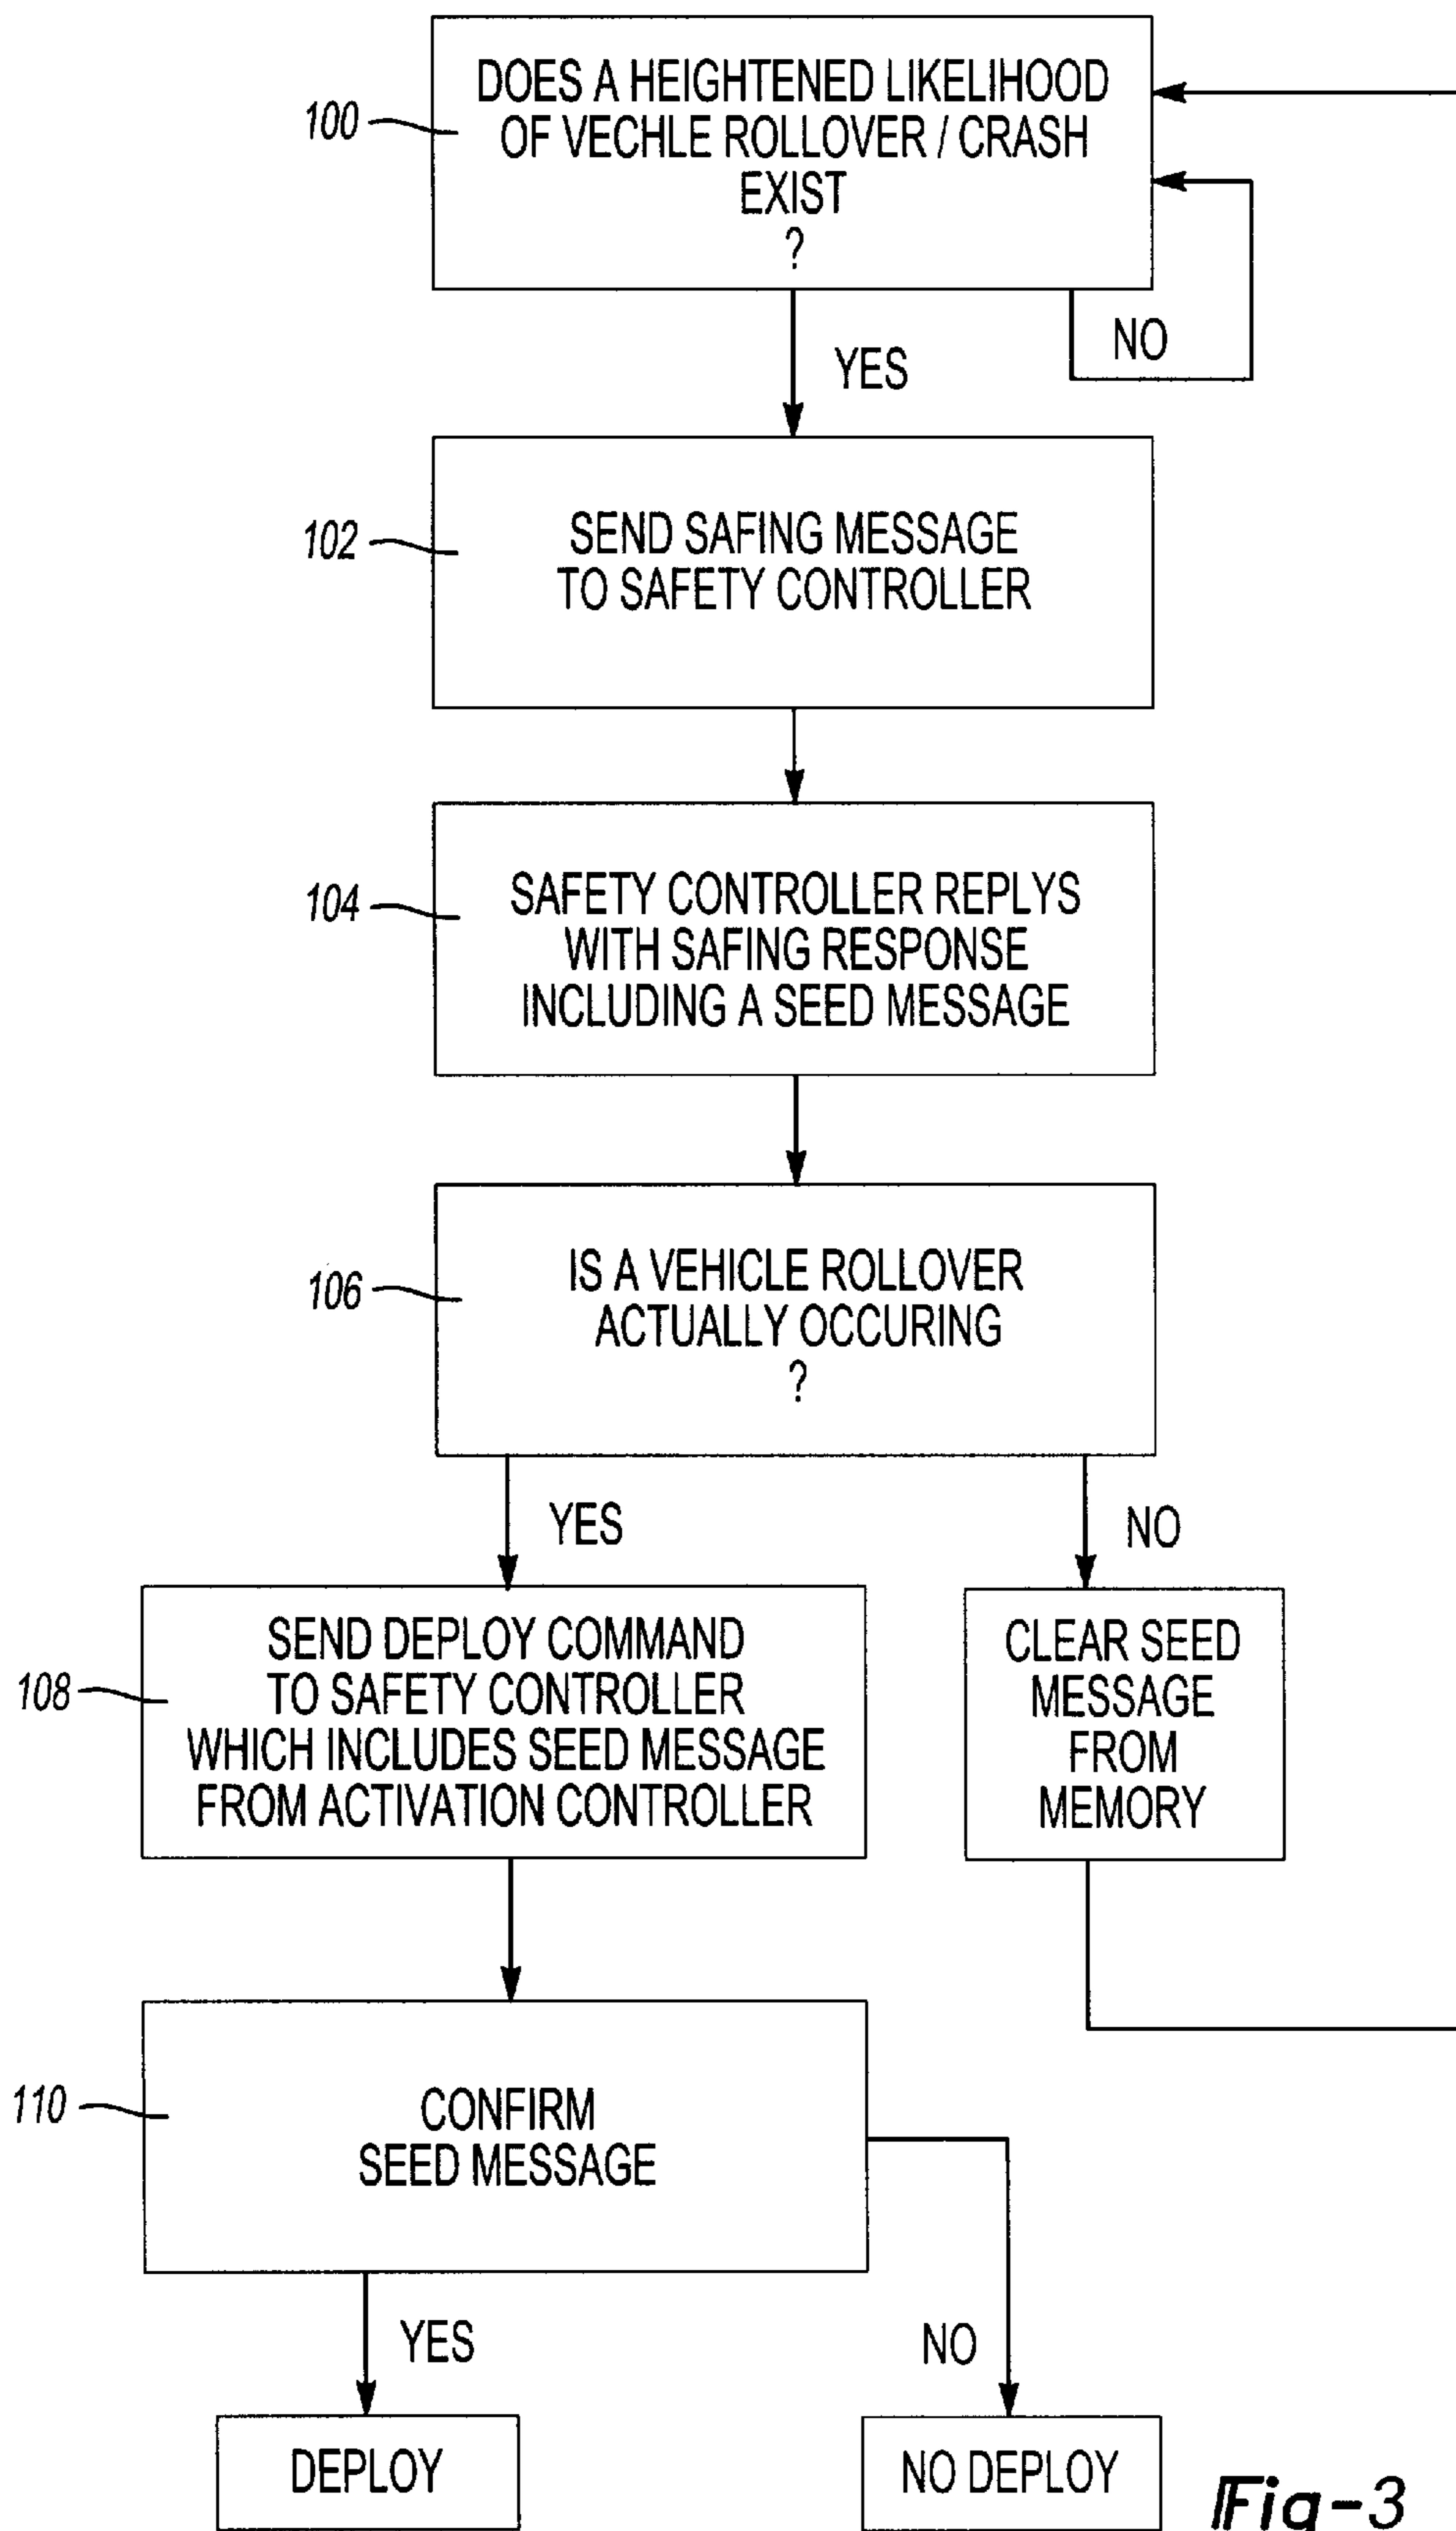 100
DOES A HEIGHTENED LIKELIHOOD
OF VECHLE ROLLOVER / CRASH
EXIST
?
NO
YES
102
SEND SAFING MESSAGE
TO SAFETY CONTROLLER
104
SAFETY CONTROLLER REPLYS
WITH SAFING RESPONSE
INCLUDING A SEED MESSAGE
106
IS A VEHICLE ROLLOVER
ACTUALLY OCCURING
?
YES
NO
108
SEND DEPLOY COMMAND
TO SAFETY CONTROLLER
WHICH INCLUDES SEED MESSAGE
FROM ACTIVATION CONTROLLER
CLEAR SEED
MESSAGE
FROM
MEMORY
110
CONFIRM
SEED MESSAGE
YES
NO
DEPLOY
NO DEPLOY
Fig-3